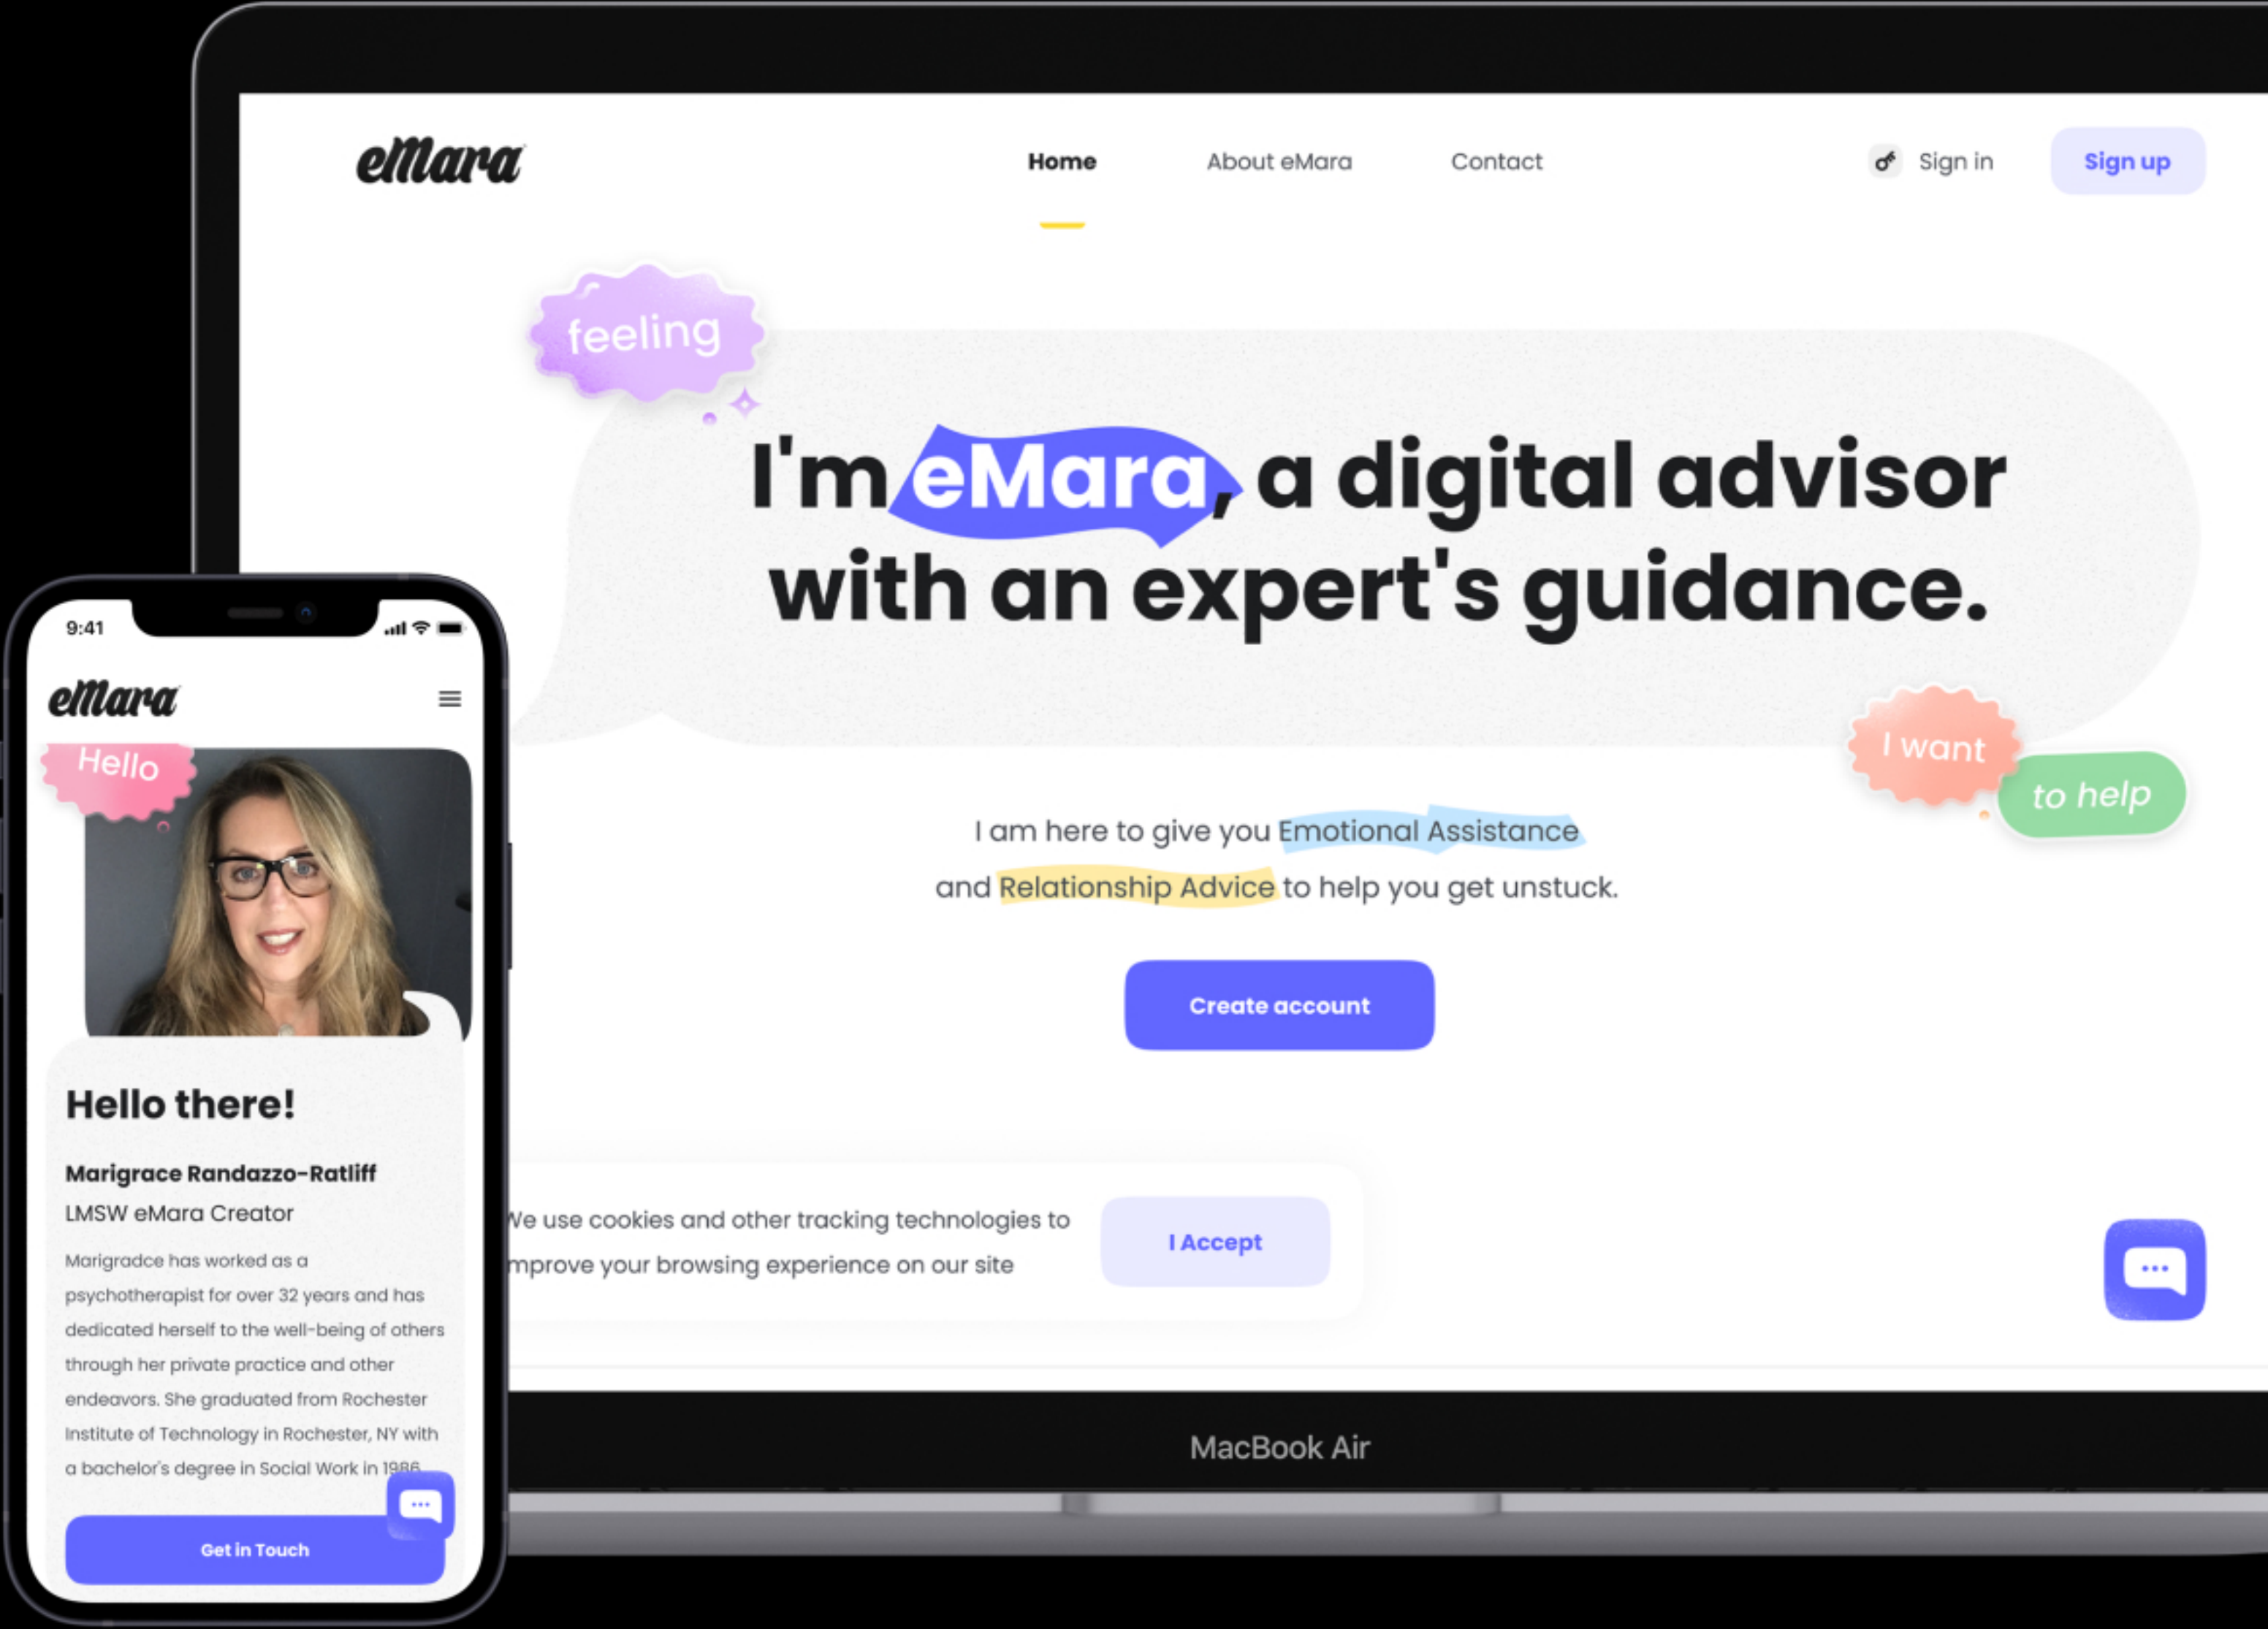 eMara
Home
About eMara
Contact
Sign in
Sign up
feeling
I'm eMara, a digital advisor
with an expert's guidance.
I want
to help
I am here to give you Emotional Assistance
and Relationship Advice to help you get unstuck.
Create account
We use cookies and other tracking technologies to
mprove your browsing experience on our site
I Accept
MacBook Air
9:41
eMara
Hello
Hello there!
Marigrace Randazzo-Ratliff
LMSW eMara Creator
Marigradce has worked as a
psychotherapist for over 32 years and has
dedicated herself to the well-being of others
through her private practice and other
endeavors. She graduated from Rochester
Institute of Technology in Rochester, NY with
a bachelor's degree in Social Work in 1986
Get in Touch